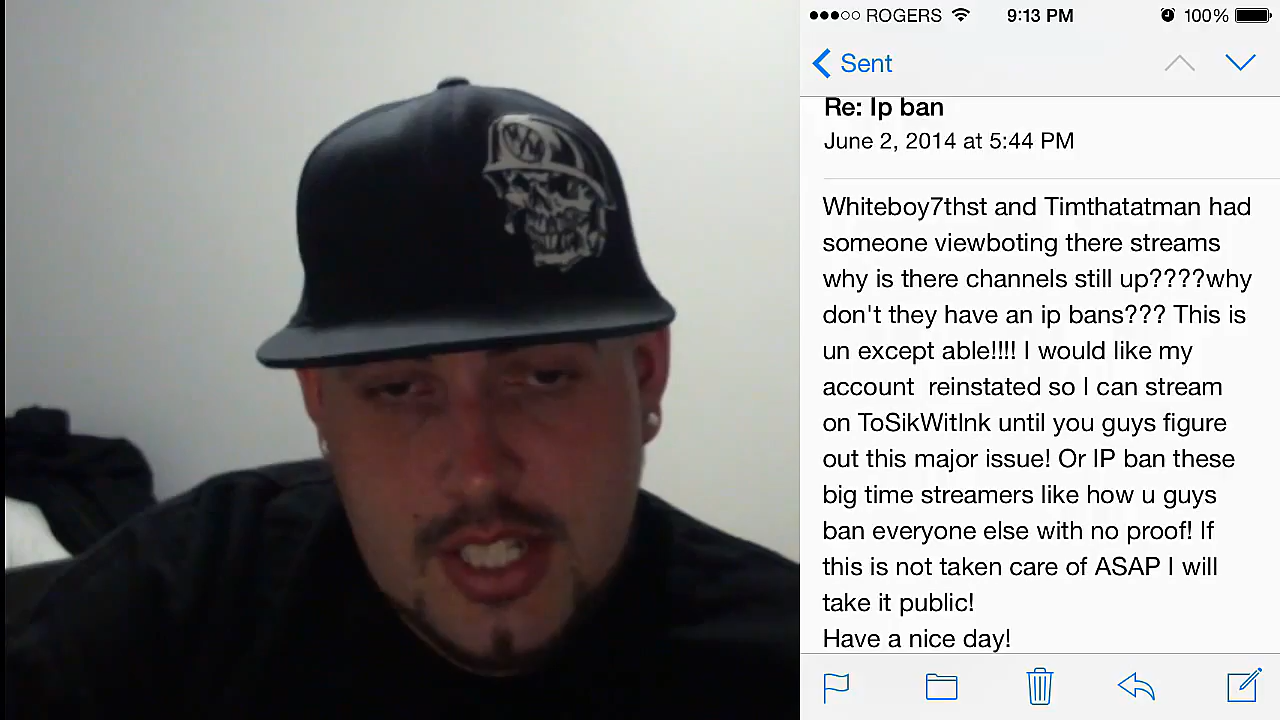 ROGERS 9:13 PM 100%
Sent
Re: Ip ban
June 2, 2014 at 5:44 PM
Whiteboy7thst and Timthatatman had
someone viewboting there streams
why is there channels still up????why
don't they have an ip bans??? This is
un except able!!!! I would like my
account  reinstated so I can stream
on ToSikWitInk until you guys figure
out this major issue! Or IP ban these
big time streamers like how u guys
ban everyone else with no proof! If
this is not taken care of ASAP I will
take it public!
Have a nice day!